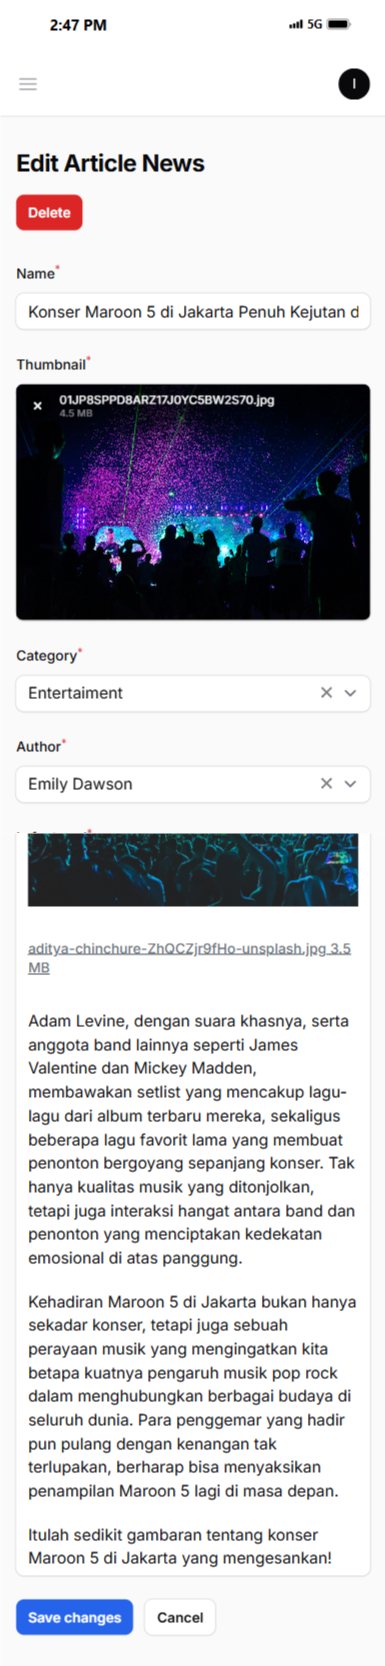 2:47 PM
5G
I
Edit Article News
Delete
Name*
Konser Maroon 5 di Jakarta Penuh Kejutan d
Thumbnail*
01JP8SPPD8ARZ17J0YC5BW2S70.jpg
4.5 MB
Category*
Entertaiment
Author*
Emily Dawson
*
aditya-chinchure-ZhQCZjr9fHo-unsplash.jpg 3.5
MB
Adam Levine, dengan suara khasnya, serta
anggota band lainnya seperti James
Valentine dan Mickey Madden,
membawakan setlist yang mencakup lagu-
lagu dari album terbaru mereka, sekaligus
beberapa lagu favorit lama yang membuat
penonton bergoyang sepanjang konser. Tak
hanya kualitas musik yang ditonjolkan,
tetapi juga interaksi hangat antara band dan
penonton yang menciptakan kedekatan
emosional di atas panggung.
Kehadiran Maroon 5 di Jakarta bukan hanya
sekadar konser, tetapi juga sebuah
perayaan musik yang mengingatkan kita
betapa kuatnya pengaruh musik pop rock
dalam menghubungkan berbagai budaya di
seluruh dunia. Para penggemar yang hadir
pun pulang dengan kenangan tak
terlupakan, berharap bisa menyaksikan
penampilan Maroon 5 lagi di masa depan.
Itulah sedikit gambaran tentang konser
Maroon 5 di Jakarta yang mengesankan!
Save changes
Cancel